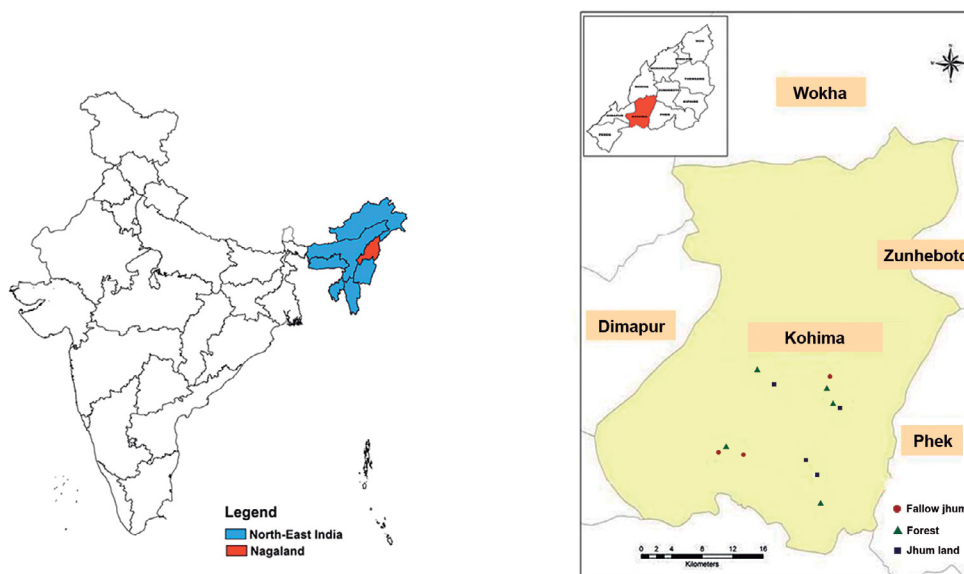 Legend
North-East India
Nagaland
Wokha
Zunheboto
Dimapur
Kohima
Phek
Fallow jhum
Forest
Jhum land
0 2 4 8 12 16
Kilometers